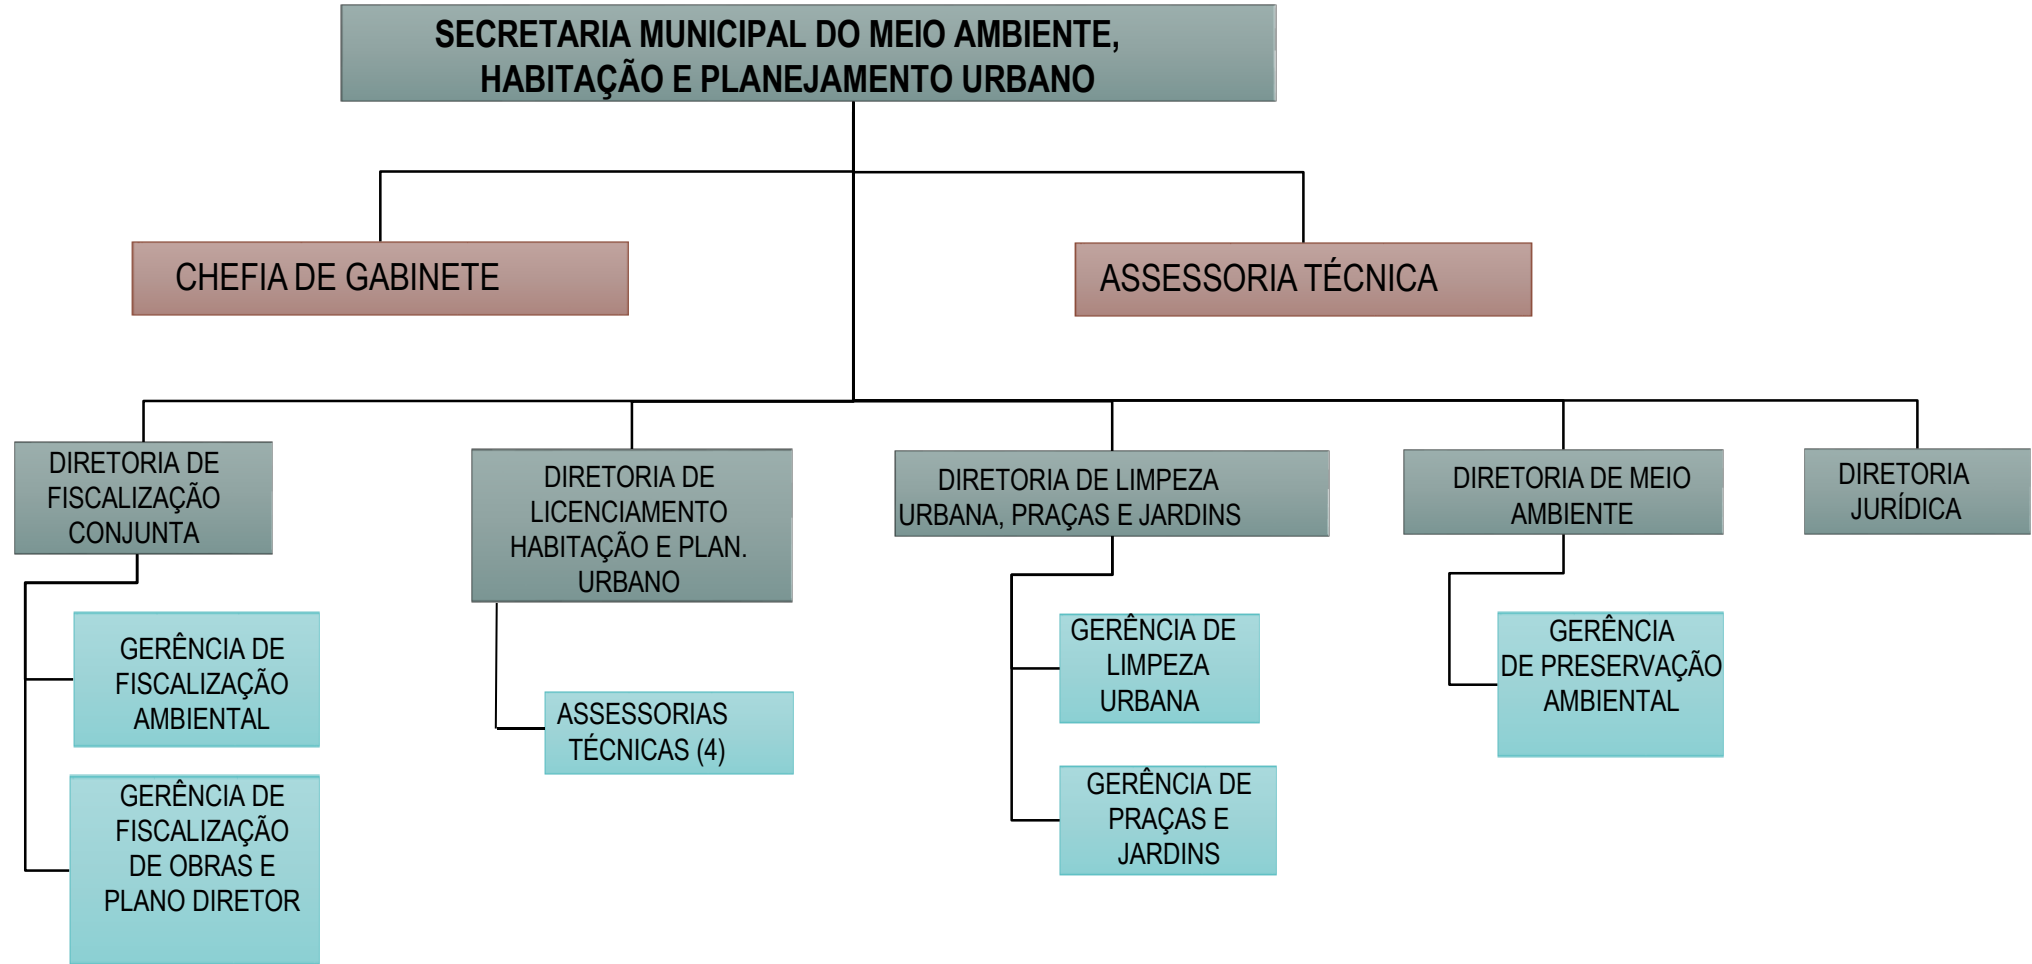 SECRETARIA MUNICIPAL DO MEIO AMBIENTE,
HABITAÇÃO E PLANEJAMENTO URBANO
CHEFIA DE GABINETE
ASSESSORIA TÉCNICA
DIRETORIA DE
FISCALIZAÇÃO
CONJUNTA
DIRETORIA DE
LICENCIAMENTO
HABITAÇÃO E PLAN.
URBANO
DIRETORIA DE LIMPEZA
URBANA, PRAÇAS E JARDINS
DIRETORIA DE MEIO
AMBIENTE
DIRETORIA
JURÍDICA
GERÊNCIA DE
FISCALIZAÇÃO
AMBIENTAL
GERÊNCIA DE
FISCALIZAÇÃO
DE OBRAS E
PLANO DIRETOR
ASSESSORIAS
TÉCNICAS (4)
GERÊNCIA DE
LIMPEZA
URBANA
GERÊNCIA DE
PRAÇAS E
JARDINS
GERÊNCIA
DE PRESERVAÇÃO
AMBIENTAL